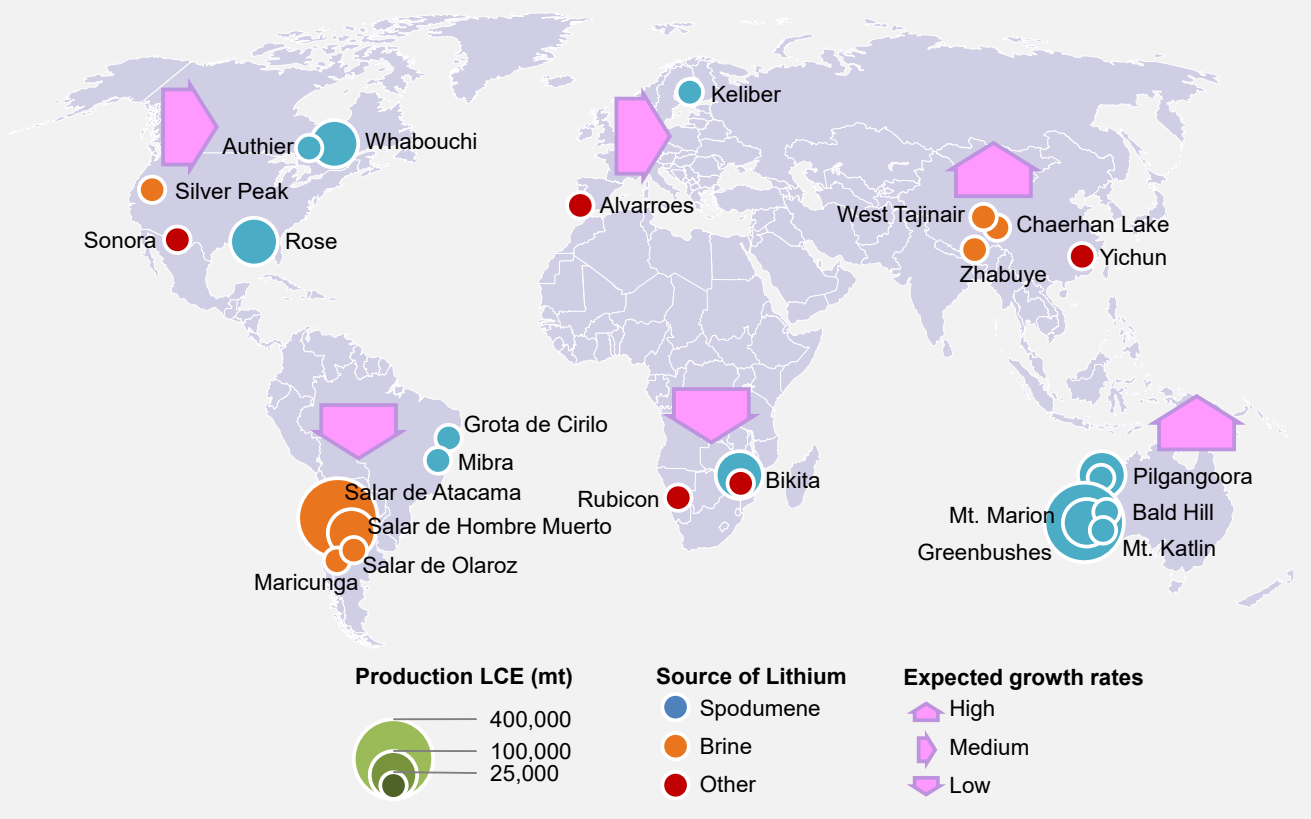 Keliber
Authier
Whabouchi
Silver Peak
Alvarroes
West Tajinair
Chaerhan Lake
Sonora
Rose
Yichun
Zhabuye
Grota de Cirilo
Mibra
Salar de Atacama
Salar de Hombre Muerto
Salar de Olaroz
Maricunga
Rubicon
Bikita
Pilgangoora
Mt. Marion
Bald Hill
Greenbushes
Mt. Katlin
Production LCE (mt)
400,000
100,000
25,000
Source of Lithium
Spodumene
Brine
Other
Expected growth rates
High
Medium
Low